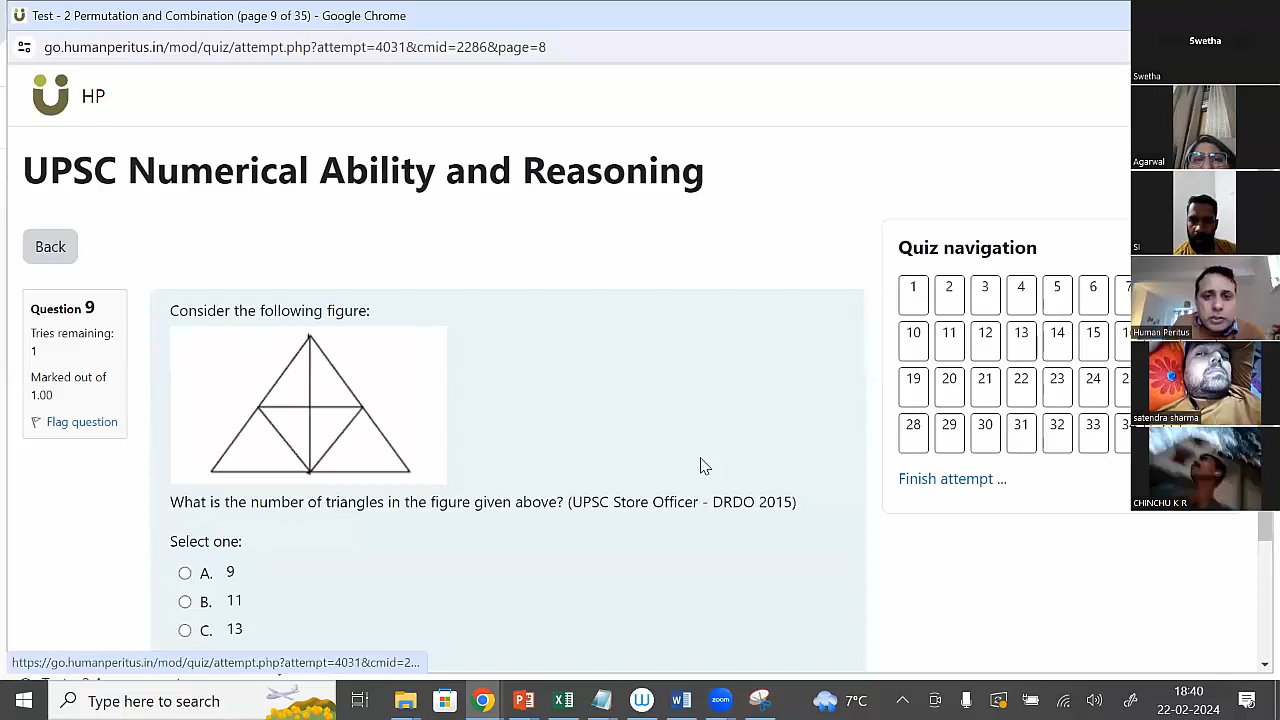 Test - 2 Permutation and Combination (page 9 of 35) - Google Chrome
go.humanperitus.in/mod/quiz/attempt.php?attempt=4031&cmid=2286&page=8
HP
UPSC Numerical Ability and Reasoning
Back
Question 9
Tries remaining:
1
Marked out of
1.00
Flag question
Consider the following figure:
What is the number of triangles in the figure given above? (UPSC Store Officer - DRDO 2015)
Select one:
A. 9
B. 11
C. 13
Quiz navigation
1 2 3 4 5 6 7
10 11 12 13 14 15
19 20 21 22 23 24
28 29 30 31 32 33
Finish attempt ...
Swetha
Swetha
Agarwal
SI
Human Peritus
satendra sharma
CHINCHU K R
https://go.humanperitus.in/mod/quiz/attempt.php?attempt=4031&cmid=2...
Type here to search
zoom
7°C
18:40
22-02-2024